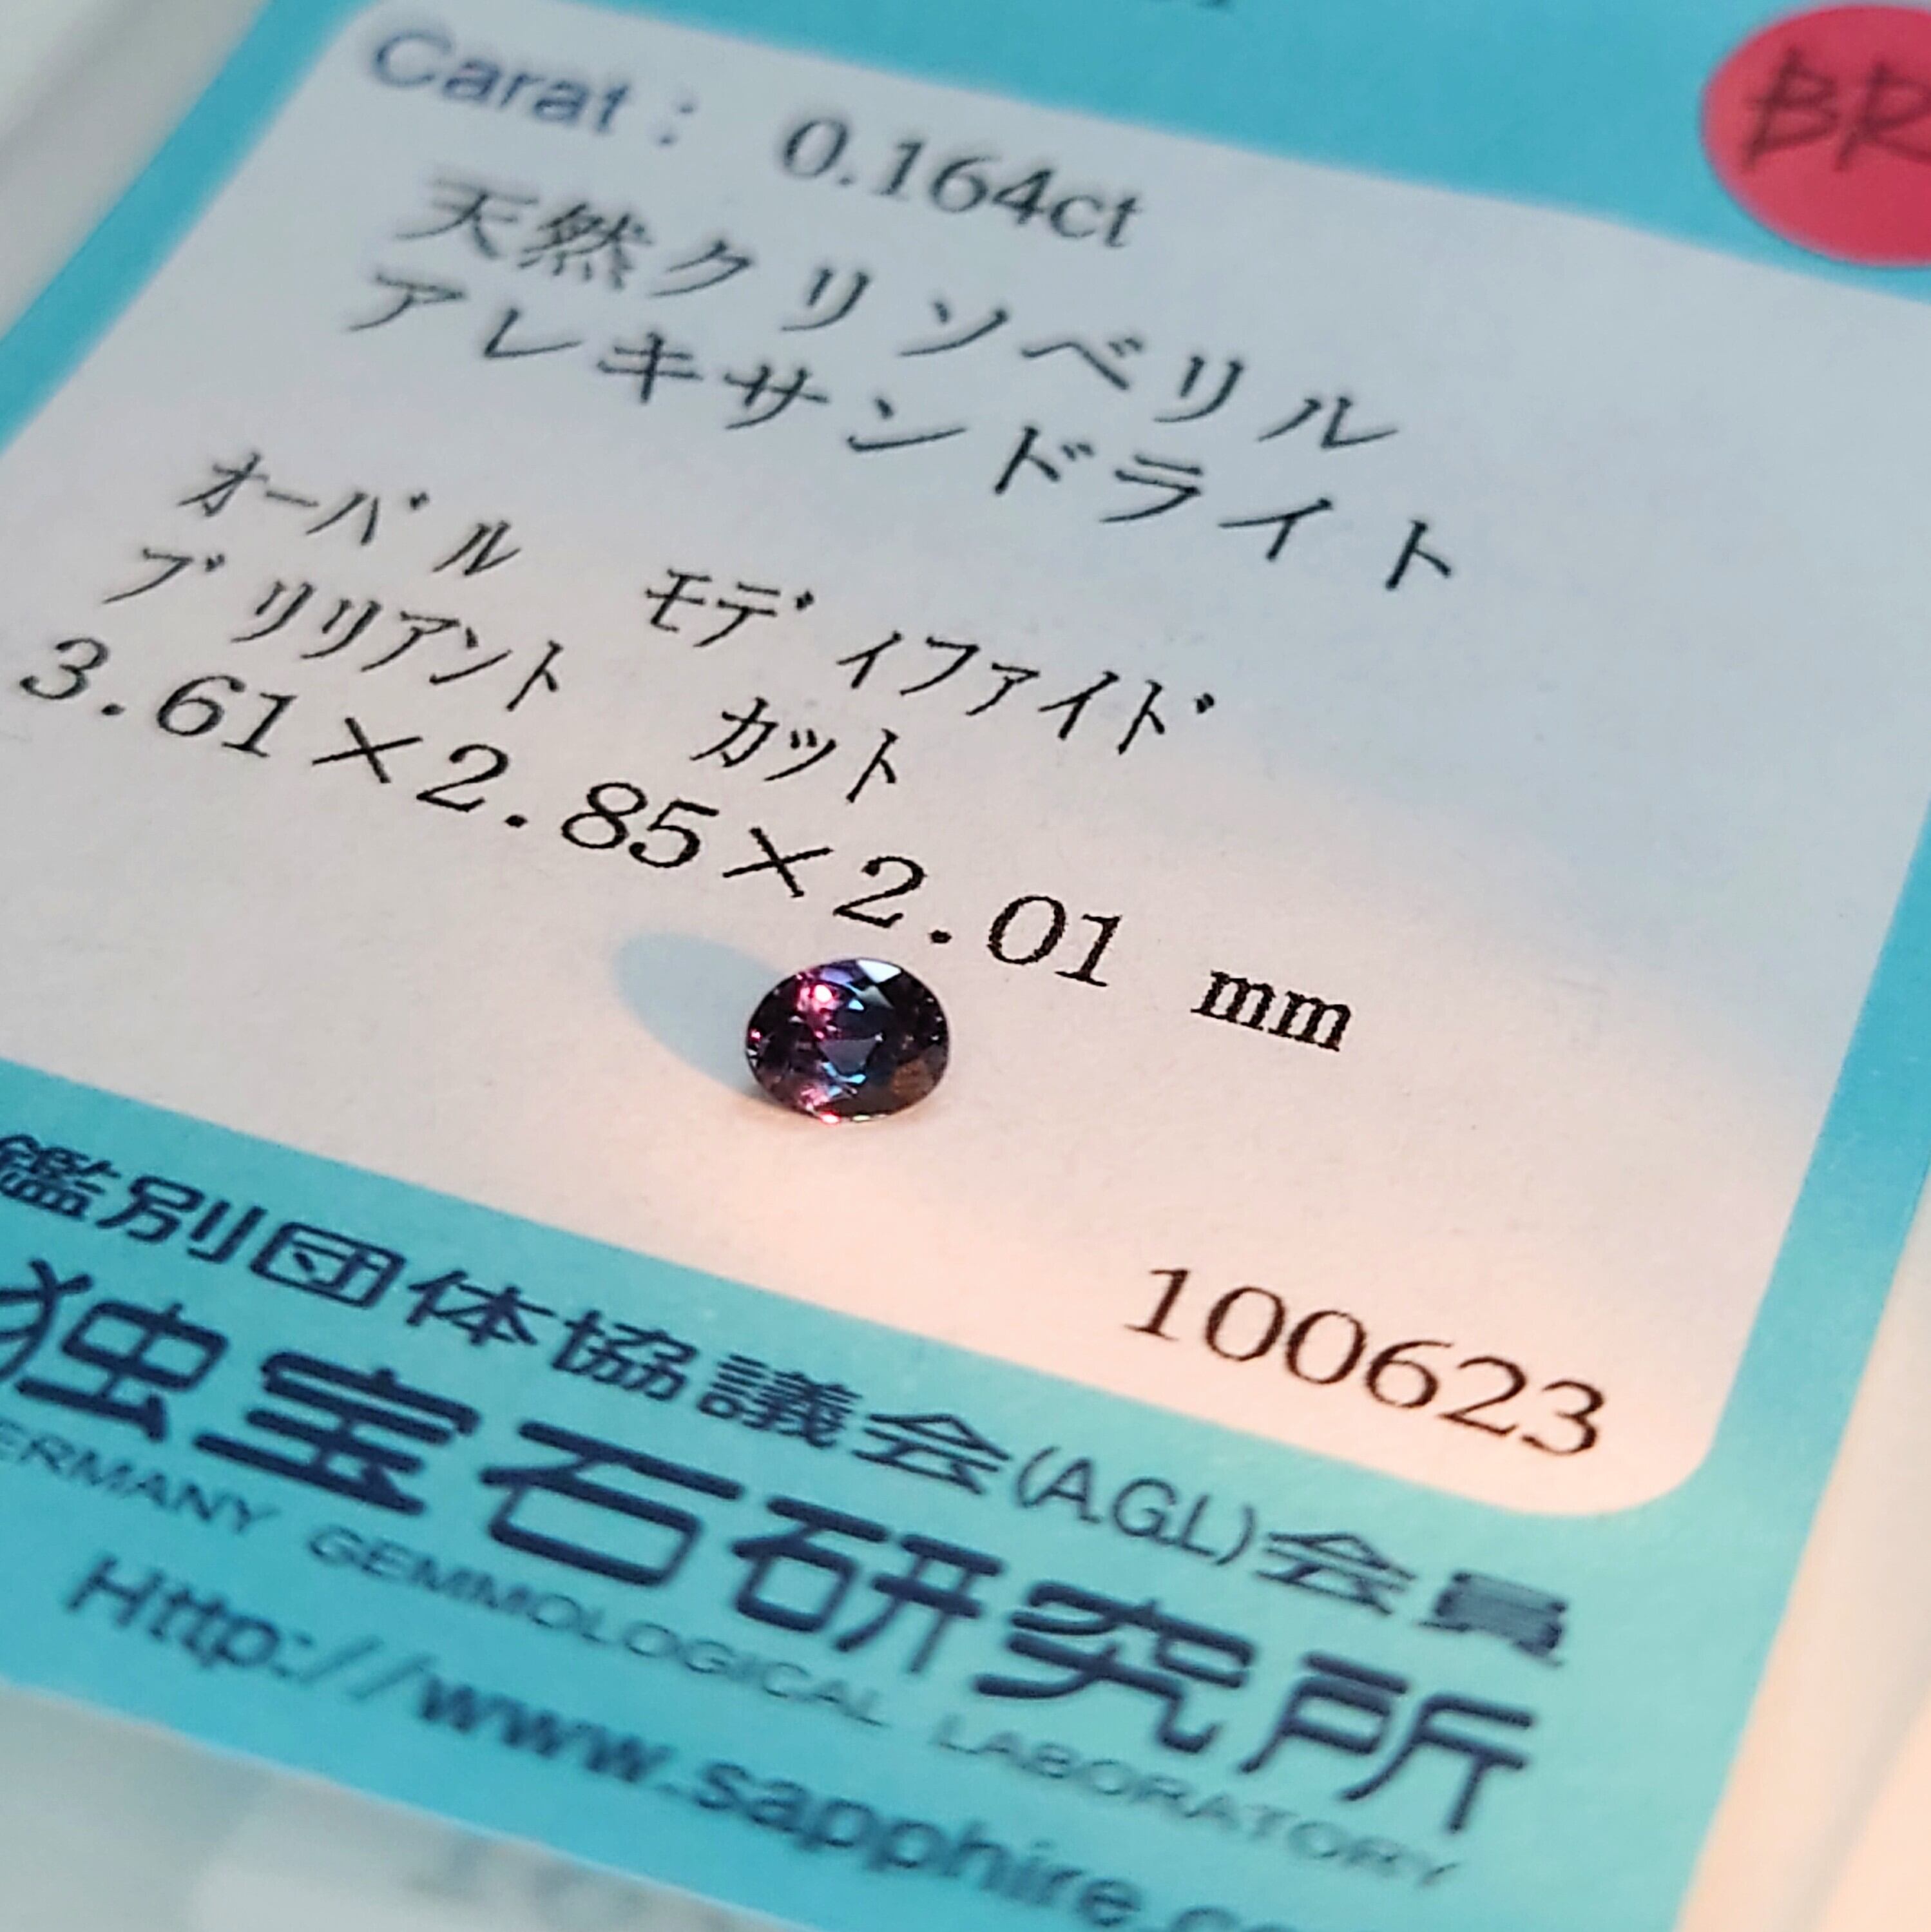 BR
Carat : 0.164ct
天然クリソベリル
アレキサンドライト
オーバル モディファイド
ブリリアント カット
3.61×2.85×2.01 mm
100623
鑑別団体協議会(A.G.L)会員
独宝石研究所
GEMMOLOGICAL LABORATORY
Http://www.sapphire.